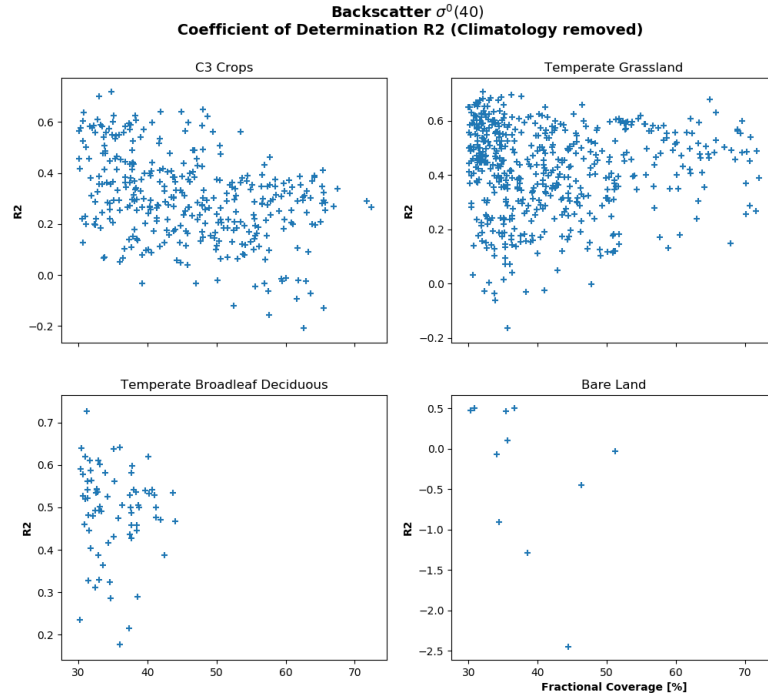 Backscatter σ⁰(40)
Coefficient of Determination R2 (Climatology removed)
C3 Crops
Temperate Grassland
R2
0.6
0.4
0.2
0.0
−0.2
R2
0.6
0.4
0.2
0.0
−0.2
Temperate Broadleaf Deciduous
Bare Land
R2
0.7
0.6
0.5
0.4
0.3
0.2
30 40 50 60 70
R2
0.5
0.0
−0.5
−1.0
−1.5
−2.0
−2.5
30 40 50 60 70
Fractional Coverage [%]